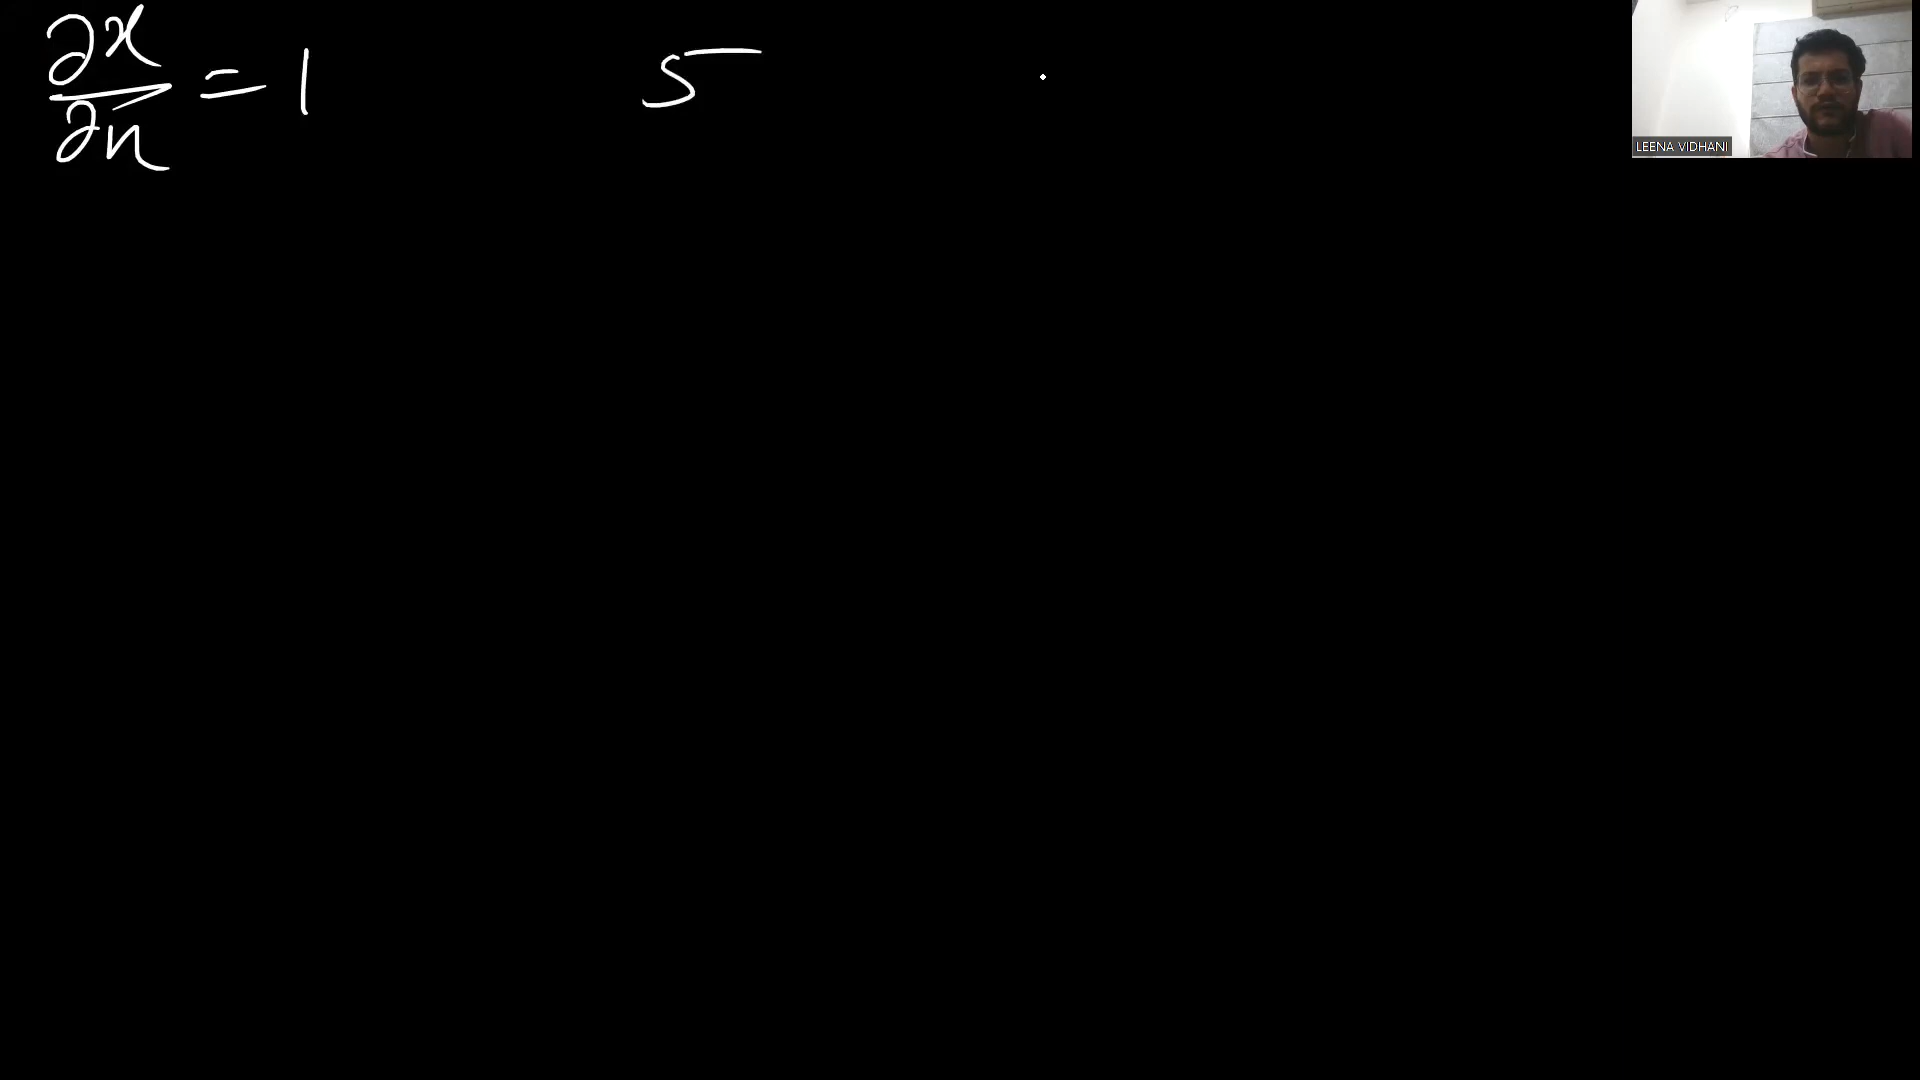 ∂x/∂x = 1 5
LEENA VIDHANI